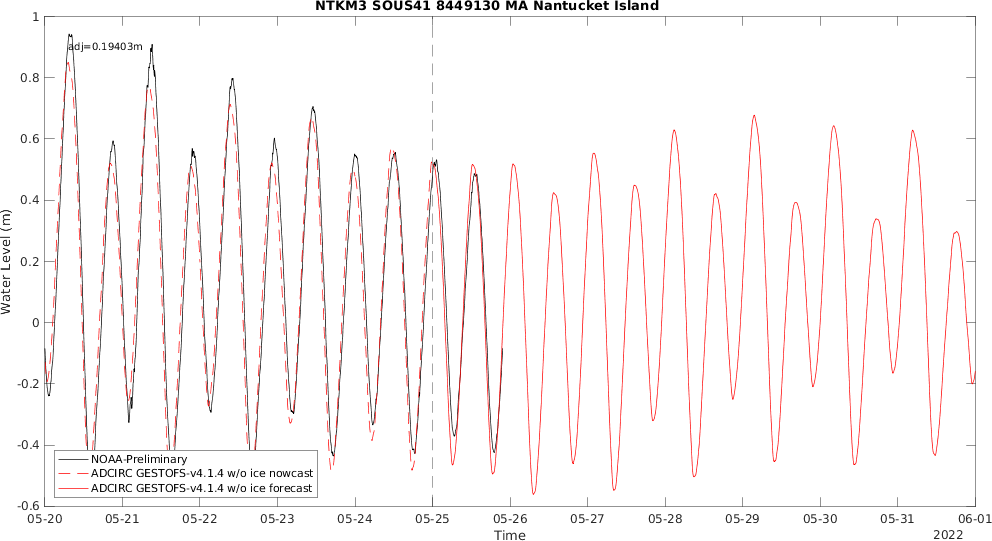 NTKM3 SOUS41 8449130 MA Nantucket Island
1
adj=0.19403m
0.8
0.6
0.4
0.2
0
-0.2
-0.4
-0.6
Water Level (m)
NOAA-Preliminary
ADCIRC GESTOFS-v4.1.4 w/o ice nowcast
ADCIRC GESTOFS-v4.1.4 w/o ice forecast
05-20 05-21 05-22 05-23 05-24 05-25 05-26 05-27 05-28 05-29 05-30 05-31 06-01
Time
2022